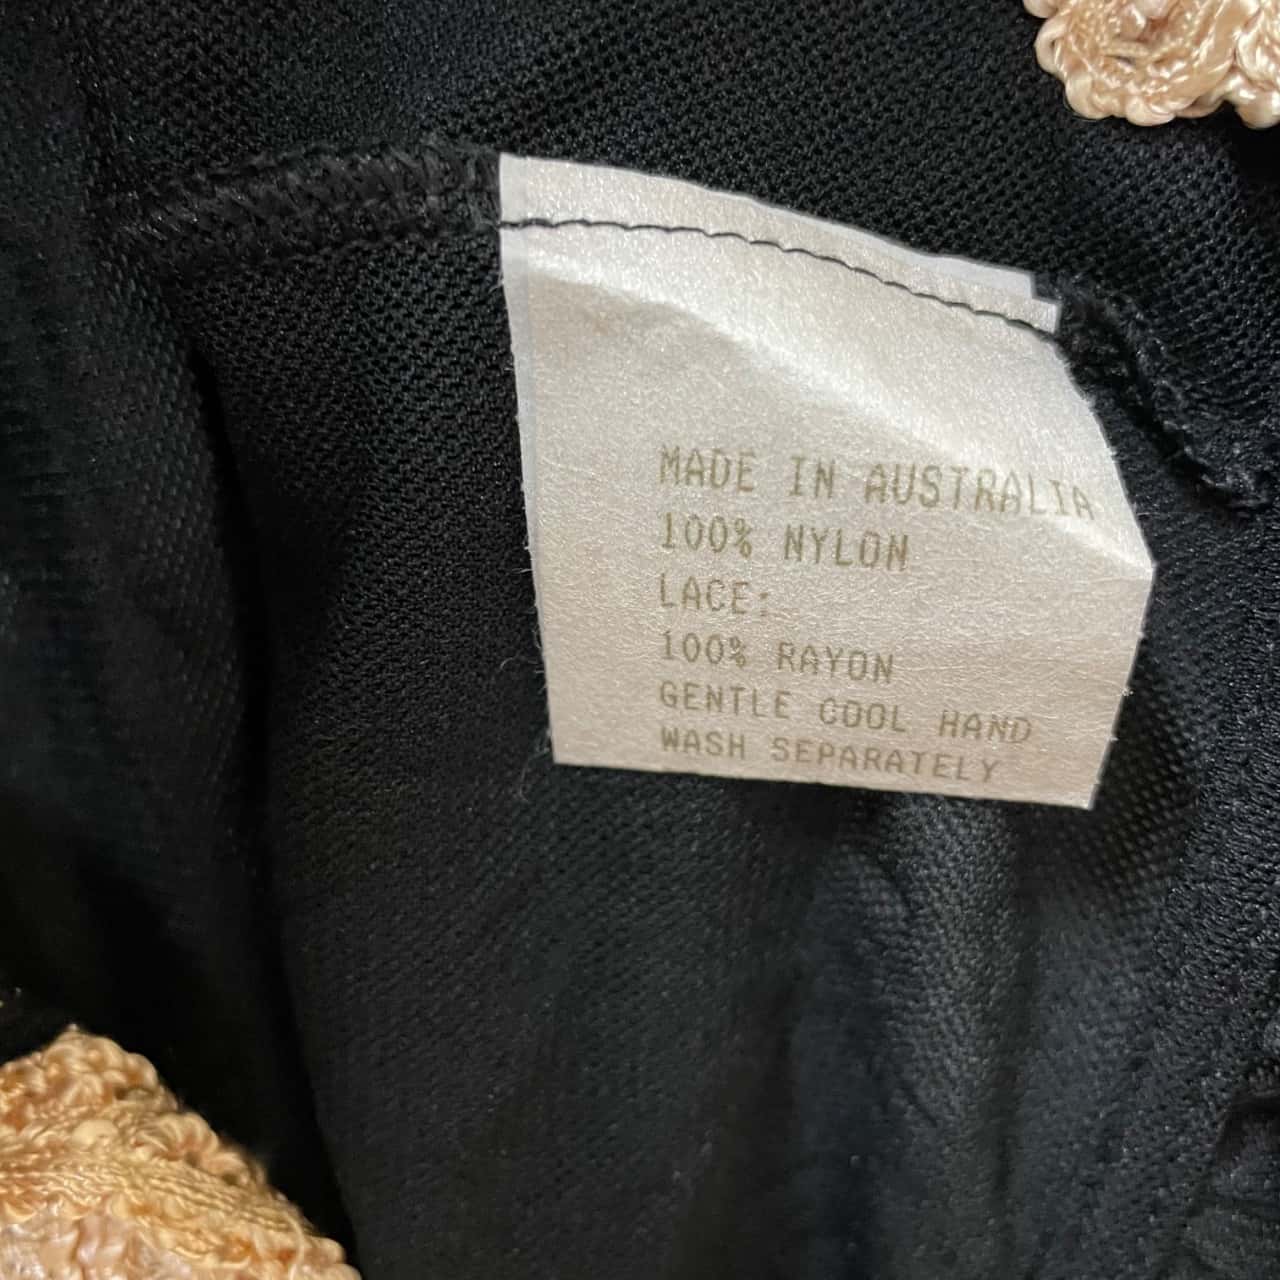 MADE IN AUSTRALIA
100% NYLON
LACE:
100% RAYON
GENTLE COOL HAND
WASH SEPARATELY